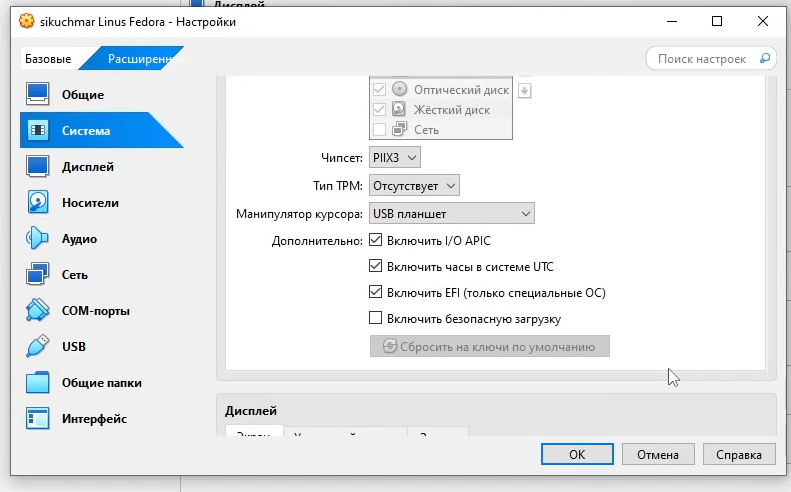 Дисплей
sikuchmar Linus Fedora - Настройки
Базовые
Расширенн
Поиск настроек
Общие
Система
Дисплей
Носители
Аудио
Сеть
COM-порты
USB
Общие папки
Интерфейс
Оптический диск
Жёсткий диск
Сеть
Чипсет: PIIX3
Тип TPM: Отсутствует
Манипулятор курсора: USB планшет
Дополнительно: Включить I/O APIC
Включить часы в системе UTC
Включить EFI (только специальные ОС)
Включить безопасную загрузку
Сбросить на ключи по умолчанию
Дисплей
Экран
OK
Отмена
Справка